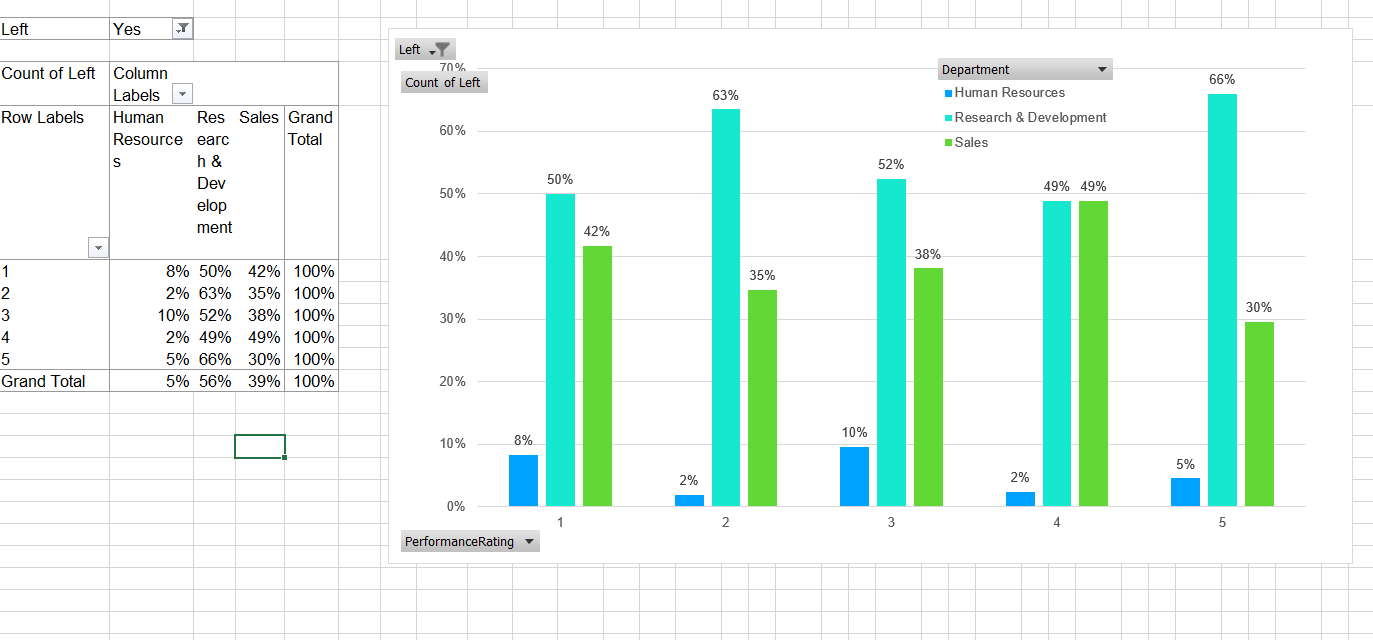 Left Yes
Count of Left Column
Labels
Row Labels Human Res Sales Grand
Resource earc Total
s h &
Dev
elop
ment
1 8% 50% 42% 100%
2 2% 63% 35% 100%
3 10% 52% 38% 100%
4 2% 49% 49% 100%
5 5% 66% 30% 100%
Grand Total 5% 56% 39% 100%
Left
Count of Left
Department
Human Resources
Research & Development
Sales
70%
60%
50%
40%
30%
20%
10%
0%
8% 50% 42%
2% 63% 35%
10% 52% 38%
2% 49% 49%
5% 66% 30%
1 2 3 4 5
PerformanceRating